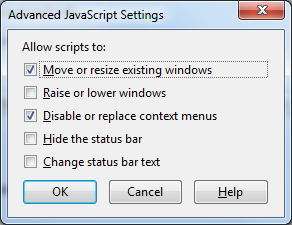 Advanced JavaScript Settings
Allow scripts to:
Move or resize existing windows
Raise or lower windows
Disable or replace context menus
Hide the status bar
Change status bar text
OK Cancel Help